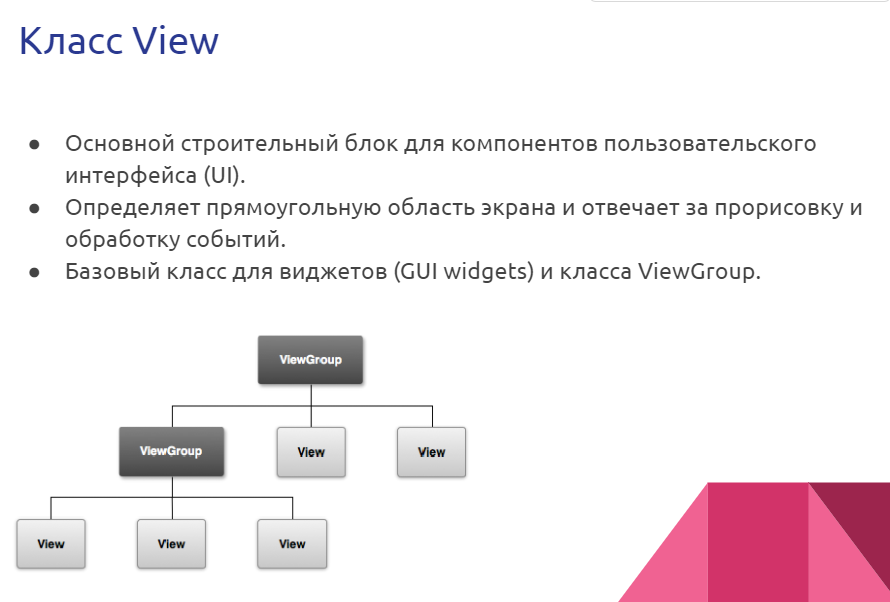 Класс View
● Основной строительный блок для компонентов пользовательского
интерфейса (UI).
● Определяет прямоугольную область экрана и отвечает за прорисовку и
обработку событий.
● Базовый класс для виджетов (GUI widgets) и класса ViewGroup.
ViewGroup
ViewGroup View View
View View View